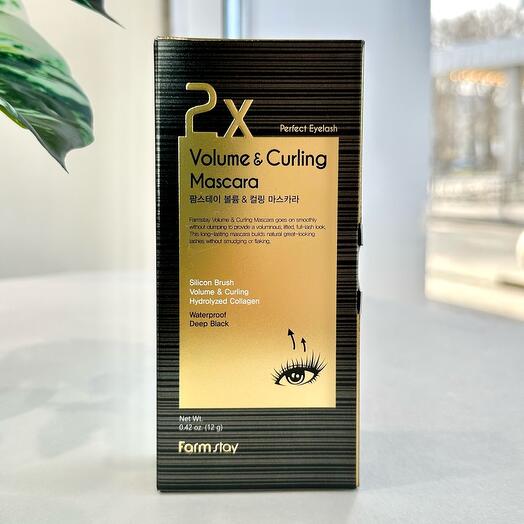 2x
Perfect Eyelash
Volume & Curling
Mascara
팜스테이 볼륨 & 컬링 마스카라
Farmstay Volume & Curling Mascara goes on smoothly
without clumping to provide a voluminous, lifted, full-lash look.
This long-lasting mascara builds natural great-looking
lashes without smudging or flaking.
Silicon Brush
Volume & Curling
Hydrolyzed Collagen
Waterproof
Deep Black
Net Wt.
0.42 oz. (12 g)
Farmstay